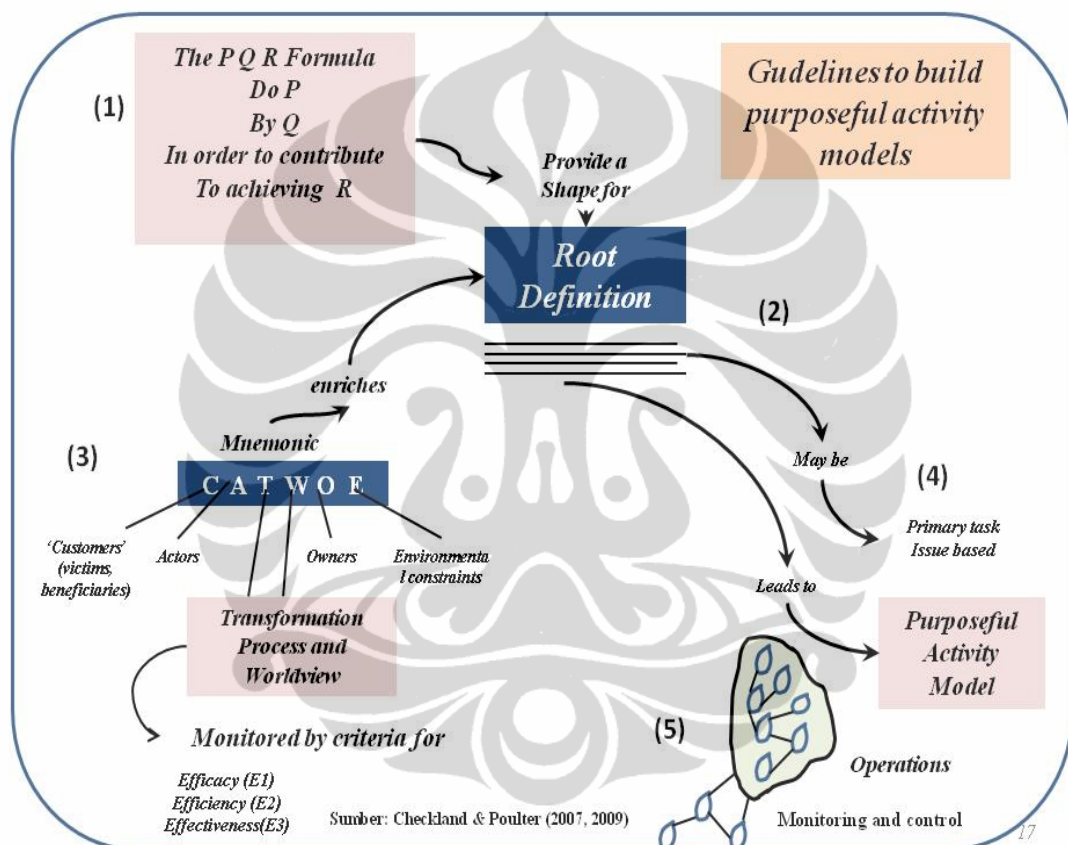 The P Q R Formula
Do P
By Q
In order to contribute
To achieving R
(1)
Gudelines to build
purposeful activity
models
Provide a
Shape for
Root
Definition
(2)
enriches
Mnemonic
(3)
C A T W O E
'Customers'
(victims,
beneficiaries)
Actors
Owners
Environmenta
l constraints
May be
(4)
Primary task
Issue based
Leads to
Transformation
Process and
Worldview
Purposeful
Activity
Model
Monitored by criteria for
(5)
Operations
Efficacy (E1)
Efficiency (E2)
Effectiveness(E3)
Sumber: Checkland & Poulter (2007, 2009)
Monitoring and control
17